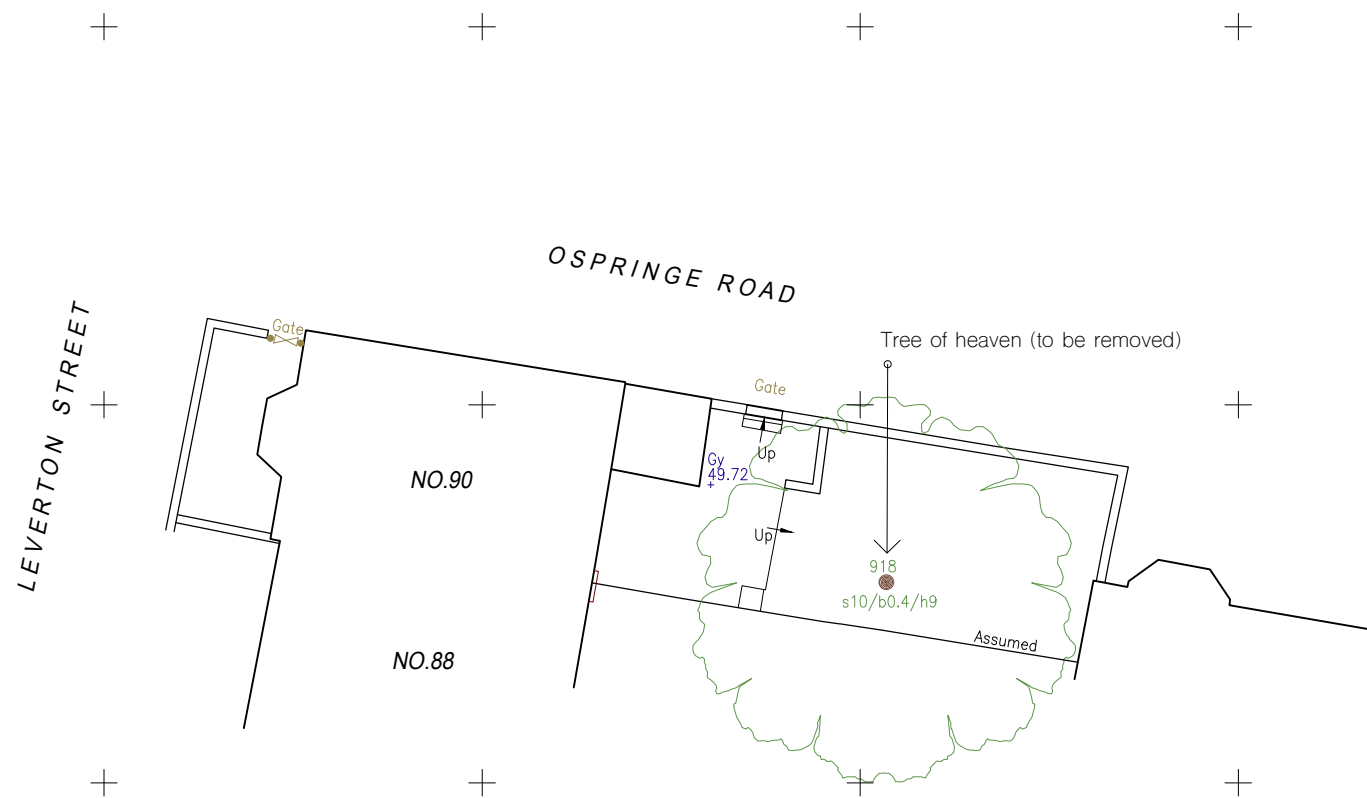 OSPRINGE ROAD
LEVERTON STREET
Gate
Tree of heaven (to be removed)
Gate
Up
Gy
49.72
NO.90
Up
918
s10/b0.4/h9
Assumed
NO.88